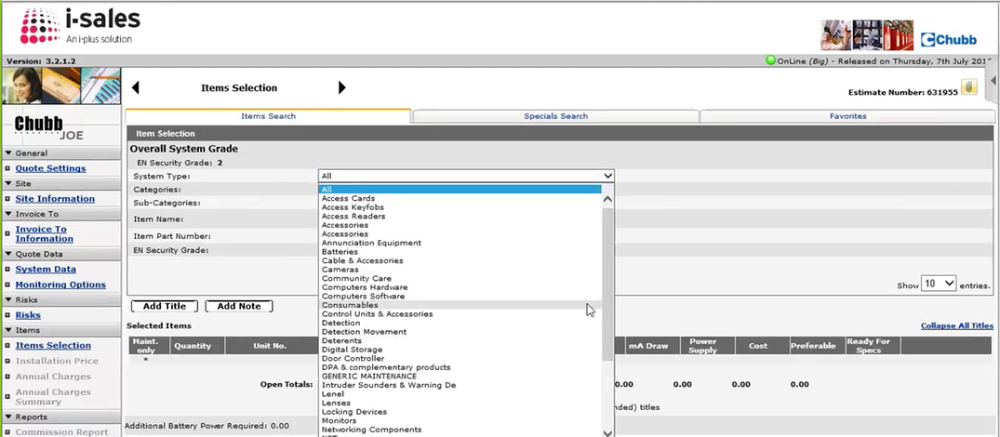 i-sales
An i-plus solution
Chubb
Version: 3.2.1.2
OnLine (Big) - Released on Thursday, 7th July
Items Selection
Estimate Number: 631955
Chubb
JOE
Items Search
Specials Search
Favorites
General
Quote Settings
Site
Site Information
Invoice To
Invoice To
Information
Quote Data
System Data
Monitoring Options
Risks
Risks
Items
Items Selection
Installation Price
Annual Charges
Annual Charges
Summary
Reports
Commission Report
Item Selection
Overall System Grade
EN Security Grade: 2
System Type:
All
Categories:
Sub-Categories:
Item Name:
Item Part Number:
EN Security Grade:
All
Access Cards
Access Keyfobs
Access Readers
Accessories
Accessories
Annunciation Equipment
Batteries
Cable & Accessories
Cameras
Community Care
Computers Hardware
Computers Software
Consumables
Control Units & Accessories
Detection
Detection Movement
Deterents
Digital Storage
Door Controller
DPA & complementary products
GENERIC MAINTENANCE
Intruder Sounders & Warning De
Lenel
Lenses
Locking Devices
Monitors
Networking Components
Show 10 entries.
Add Title
Add Note
Selected Items
Collapse All Titles
Maint. only
Quantity
Unit No.
mA Draw
Power Supply
Cost
Preferable
Ready For Specs
*
Open Totals:
0.00 0.00 0.00 0.00
nded) titles
Additional Battery Power Required: 0.00